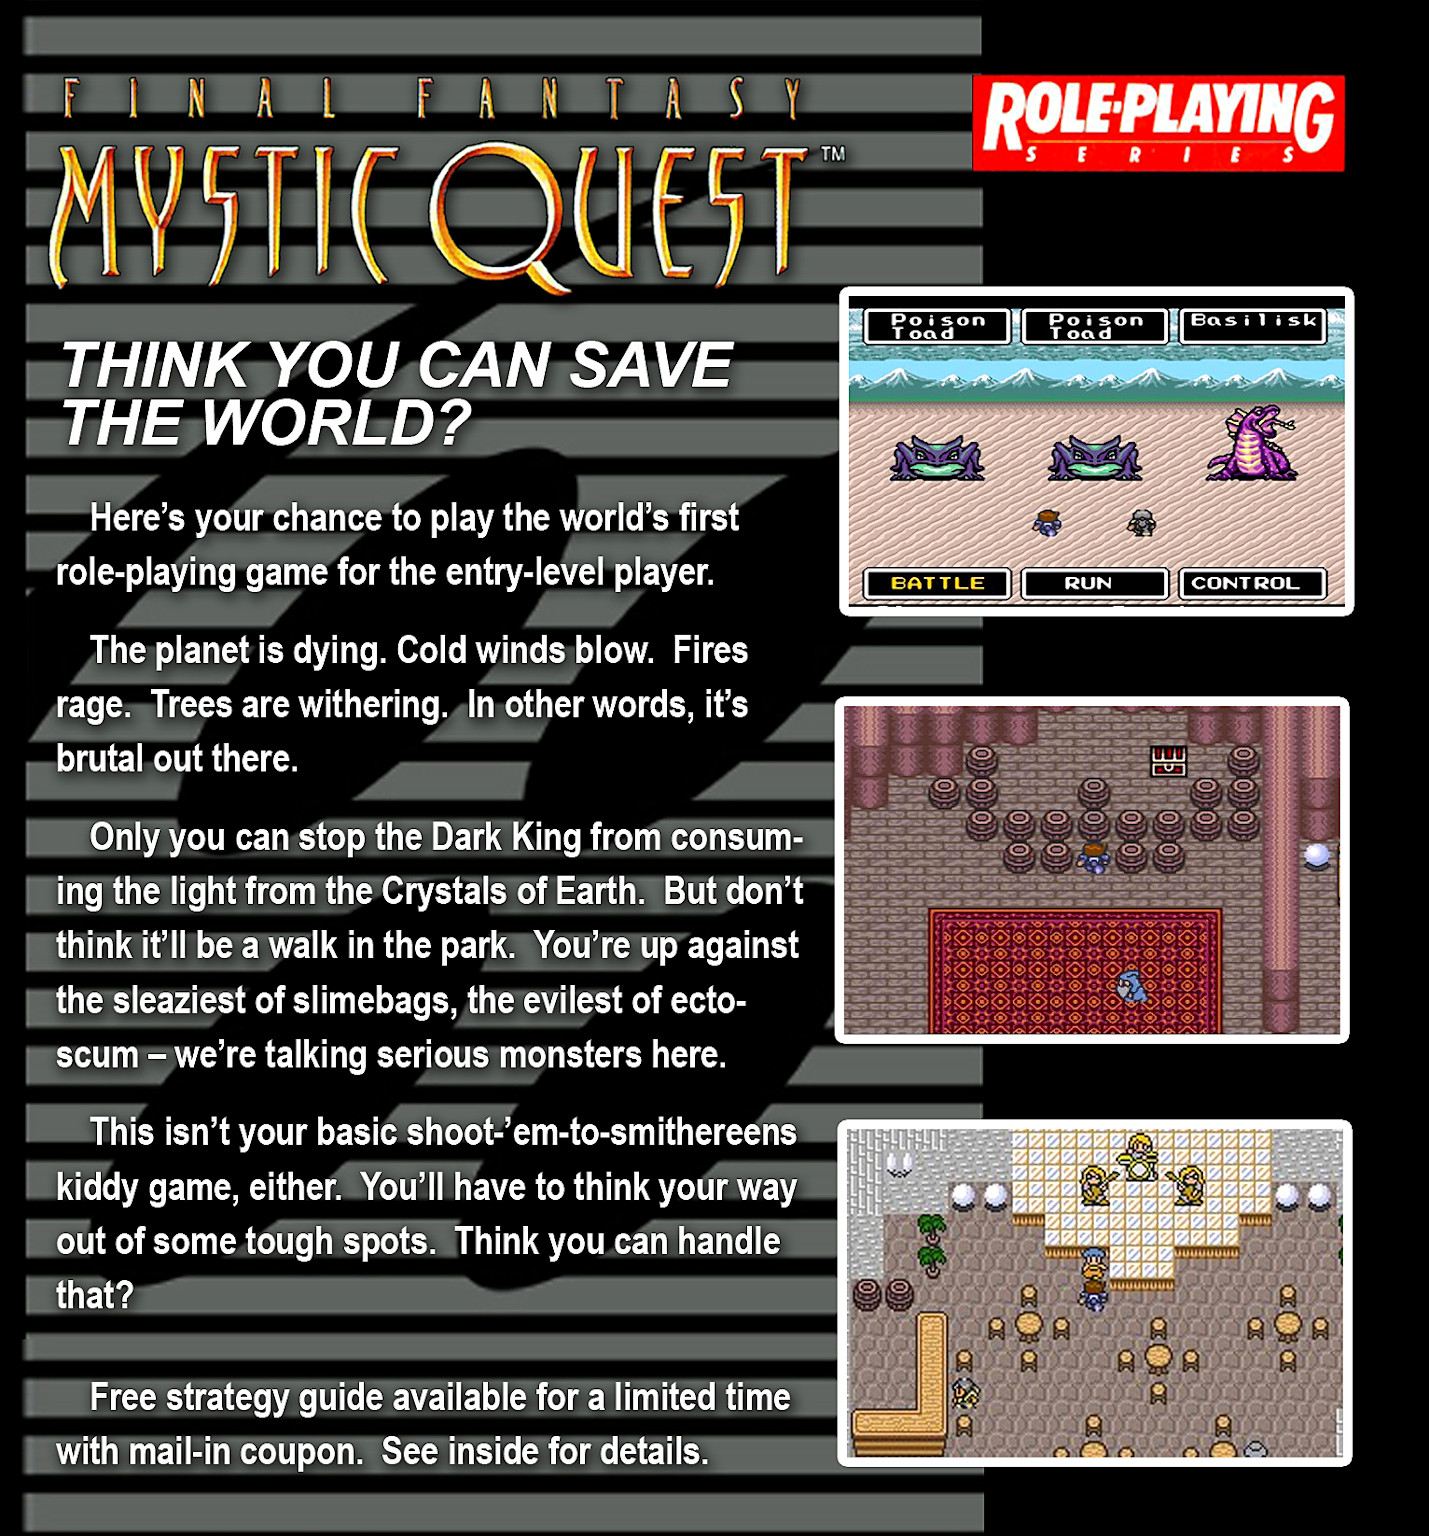 FINAL FANTASY
MYSTIC QUEST™
ROLE-PLAYING
SERIES
THINK YOU CAN SAVE
THE WORLD?
Here's your chance to play the world's first
role-playing game for the entry-level player.
The planet is dying. Cold winds blow.  Fires
rage.  Trees are withering.  In other words, it's
brutal out there.
Only you can stop the Dark King from consum-
ing the light from the Crystals of Earth.  But don't
think it'll be a walk in the park.  You're up against
the sleaziest of slimebags, the evilest of ecto-
scum – we're talking serious monsters here.
This isn't your basic shoot-'em-to-smithereens
kiddy game, either.  You'll have to think your way
out of some tough spots.  Think you can handle
that?
Free strategy guide available for a limited time
with mail-in coupon.  See inside for details.
Poison
Toad
Poison
Toad
Basilisk
BATTLE
RUN
CONTROL